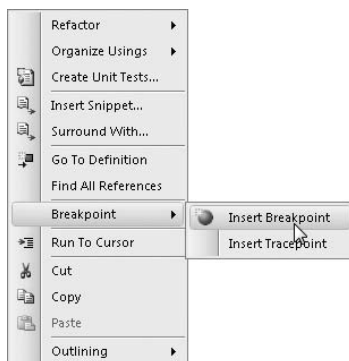 Refactor
Organize Usings
Create Unit Tests...
Insert Snippet...
Surround With...
Go To Definition
Find All References
Breakpoint
Insert Breakpoint
Run To Cursor
Insert Tracepoint
Cut
Copy
Paste
Outlining